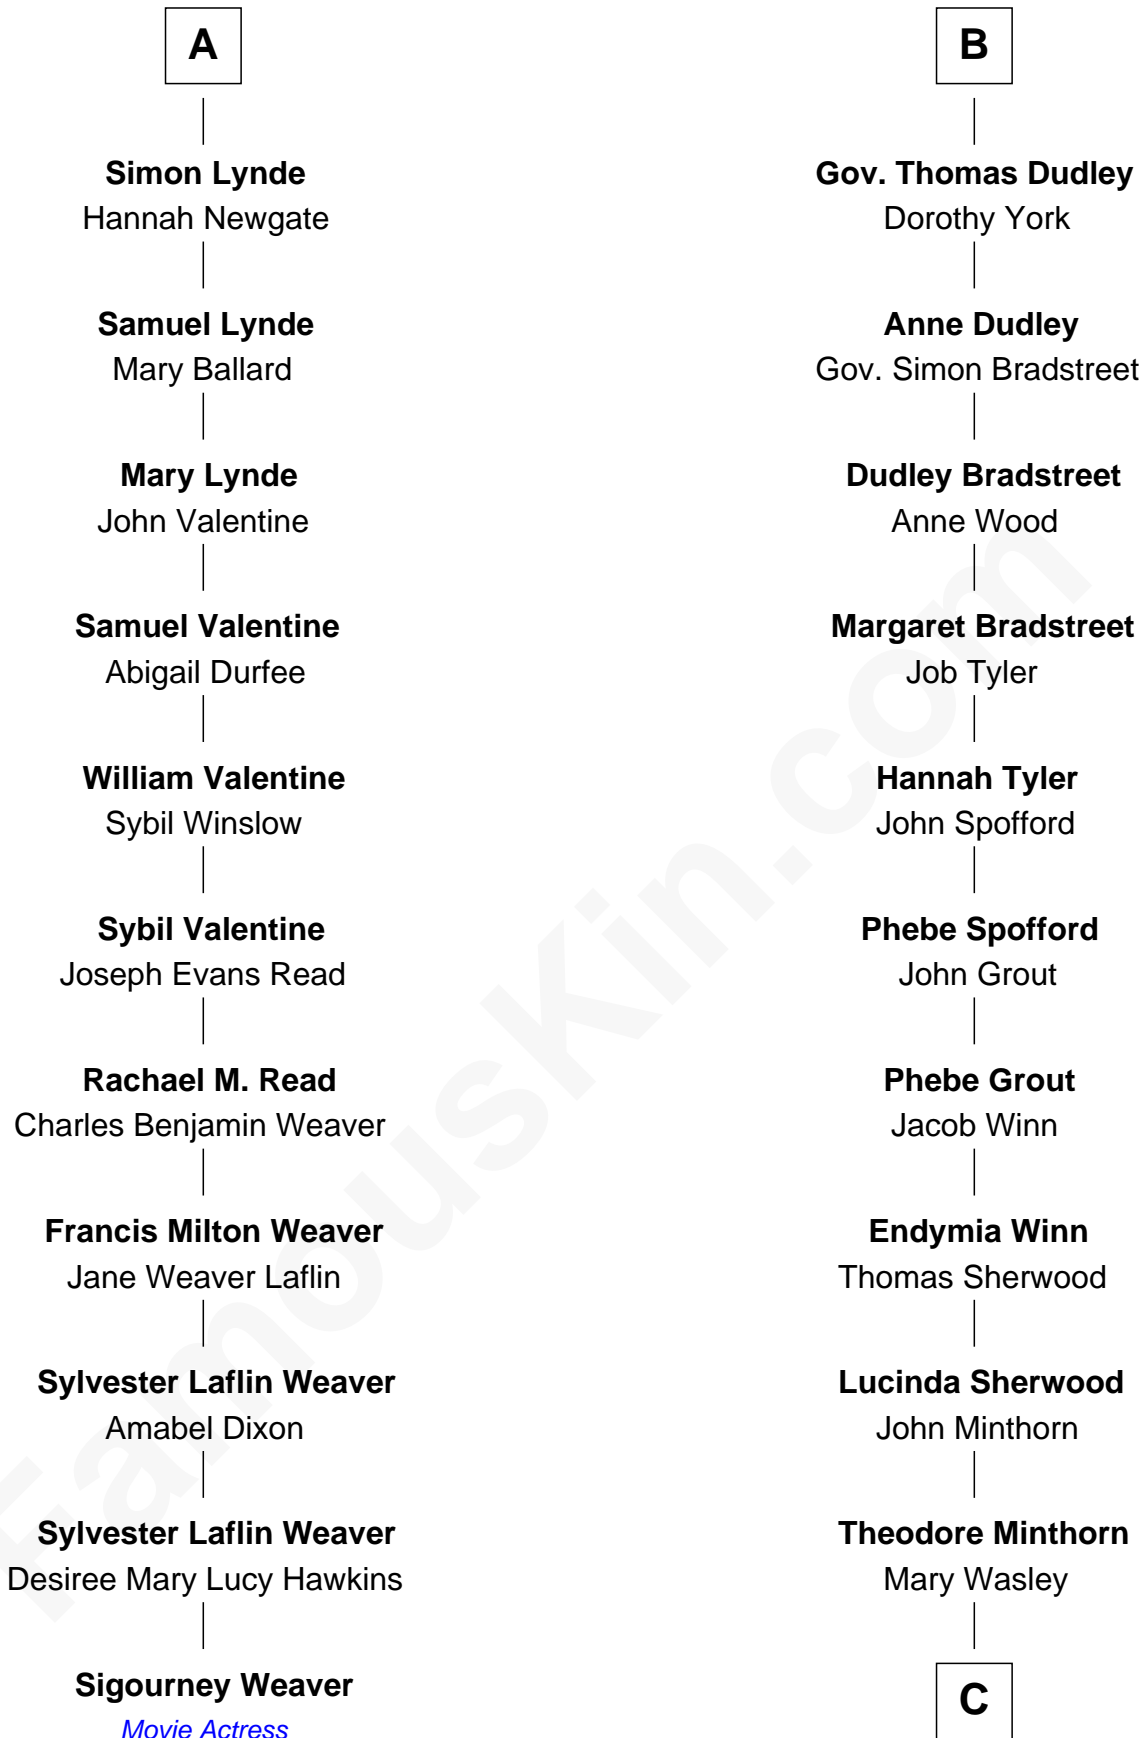 A
Simon Lynde
Hannah Newgate
Samuel Lynde
Mary Ballard
Mary Lynde
John Valentine
Samuel Valentine
Abigail Durfee
William Valentine
Sybil Winslow
Sybil Valentine
Joseph Evans Read
Rachael M. Read
Charles Benjamin Weaver
Francis Milton Weaver
Jane Weaver Laflin
Sylvester Laflin Weaver
Amabel Dixon
Sylvester Laflin Weaver
Desiree Mary Lucy Hawkins
Sigourney Weaver
Movie Actress
B
Gov. Thomas Dudley
Dorothy York
Anne Dudley
Gov. Simon Bradstreet
Dudley Bradstreet
Anne Wood
Margaret Bradstreet
Job Tyler
Hannah Tyler
John Spofford
Phebe Spofford
John Grout
Phebe Grout
Jacob Winn
Endymia Winn
Thomas Sherwood
Lucinda Sherwood
John Minthorn
Theodore Minthorn
Mary Wasley
C
FamousKin.com